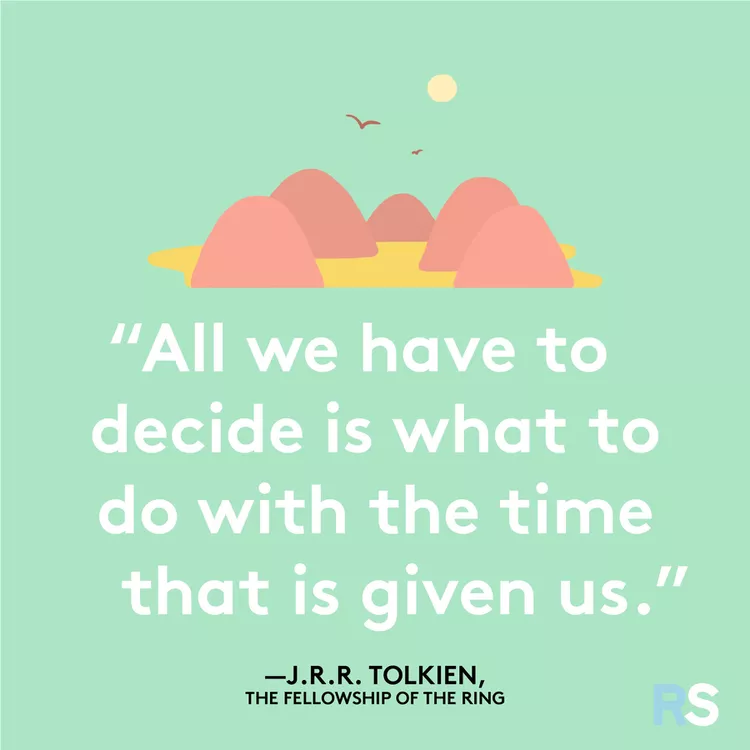 “All we have to
decide is what to
do with the time
that is given us.”
—J.R.R. TOLKIEN,
THE FELLOWSHIP OF THE RING
RS